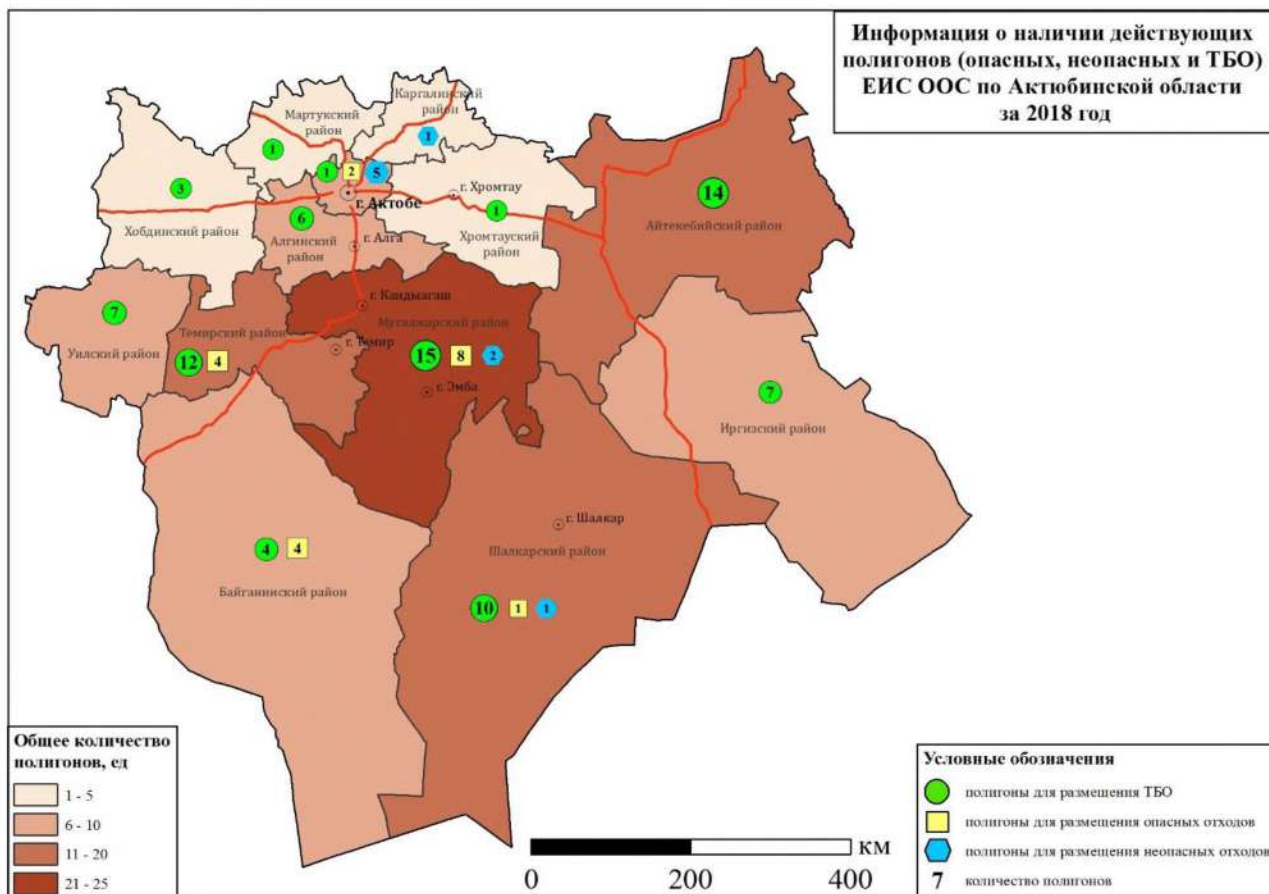 Информация о наличии действующих
полигонов (опасных, неопасных и ТБО)
ЕИС ООС по Актюбинской области
за 2018 год
Каргалинский
район
1
Мартукский
район
1
1
2
5
г. Актобе
3
Хобдинский район
6
Алгинский
район
г. Алга
г. Хромтау
1
Хромтауский
район
14
Айтекебийский район
7
Уилский район
Темирский район
12
4
г. Темир
г. Кандыагаш
Мугалжарский район
15
8
2
г. Эмба
7
Иргизский район
4
4
Байганинский район
г. Шалкар
Шалкарский район
10
1
1
Общее количество
полигонов, ед
1 - 5
6 - 10
11 - 20
21 - 25
км
0
200
400
Условные обозначения
полигоны для размещения ТБО
полигоны для размещения опасных отходов
полигоны для размещения неопасных отходов
7
количество полигонов